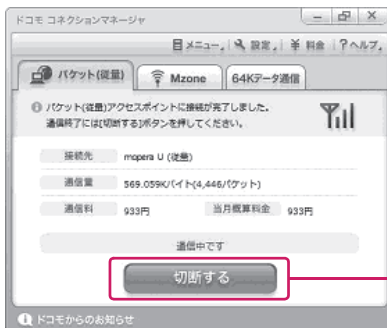 ドコモ コネクションマネージャ
メニュー 設定 ¥ 料金 ? ヘルプ
パケット(従量) Mzone 64Kデータ通信
パケット(従量)アクセスポイントに接続が完了しました。
通信終了には[切断する]ボタンを押してください。
接続先 mopera U (従量)
通信量 569.059Kバイト(4,446パケット)
通信料 933円 当月概算料金 933円
通信中です
切断する
ドコモからのお知らせ